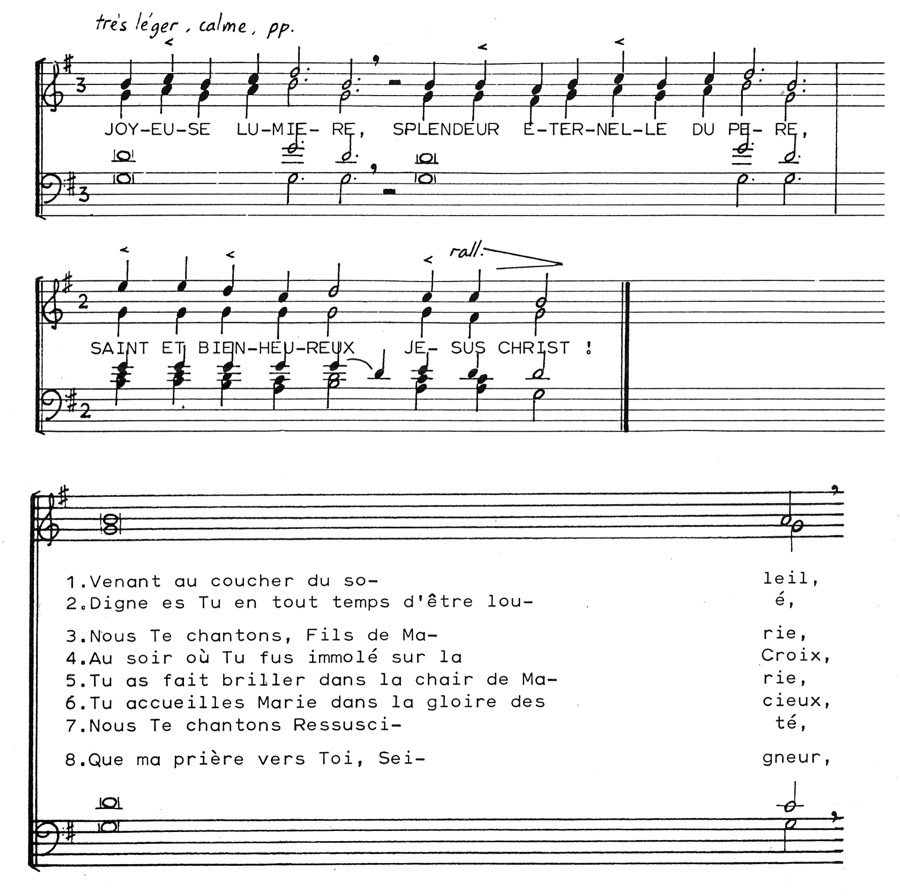 très léger, calme, pp.
3
JOY-EU-SE LU-MIE-RE, SPLENDEUR E-TER-NEL-LE DU PE-RE,
3
rall.
2
SAINT ET BIEN-HEU-REUX JE-SUS CHRIST !
2
1.Venant au coucher du so- leil,
2.Digne es Tu en tout temps d'être lou- é,
3.Nous Te chantons, Fils de Ma- rie,
4.Au soir où Tu fus immolé sur la Croix,
5.Tu as fait briller dans la chair de Ma- rie,
6.Tu accueilles Marie dans la gloire des cieux,
7.Nous Te chantons Ressusci- té,
8.Que ma prière vers Toi, Sei- gneur,